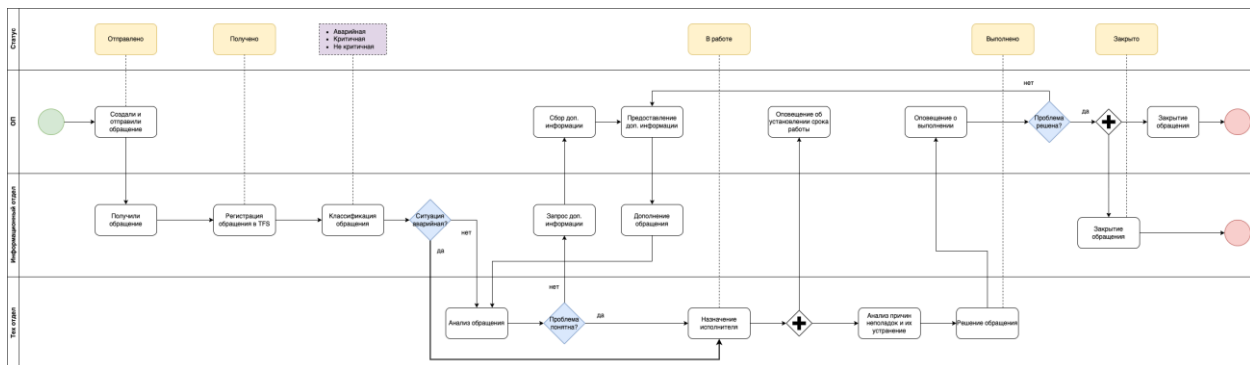 Статус
Отправлено
Получено
Аварийная
Критичная
Не критичная
В работе
Выполнено
Закрыто
ОП
Создали и
отправили
обращение
Сбор доп.
информации
Предоставление
доп. информации
Оповещение об
установлении срока
работы
Оповещение о
выполнении
нет
Проблема
решена?
да
Закрытие
обращения
Информационный отдел
Получили
обращение
Регистрация
обращения в TFS
Классификация
обращения
Ситуация
аварийная?
нет
да
Запрос доп.
информации
Дополнение
обращения
Закрытие
обращения
Тех отдел
Анализ обращения
нет
Проблема
понятна?
да
Назначение
исполнителя
Анализ причин
неполадок и их
устранение
Решение обращения